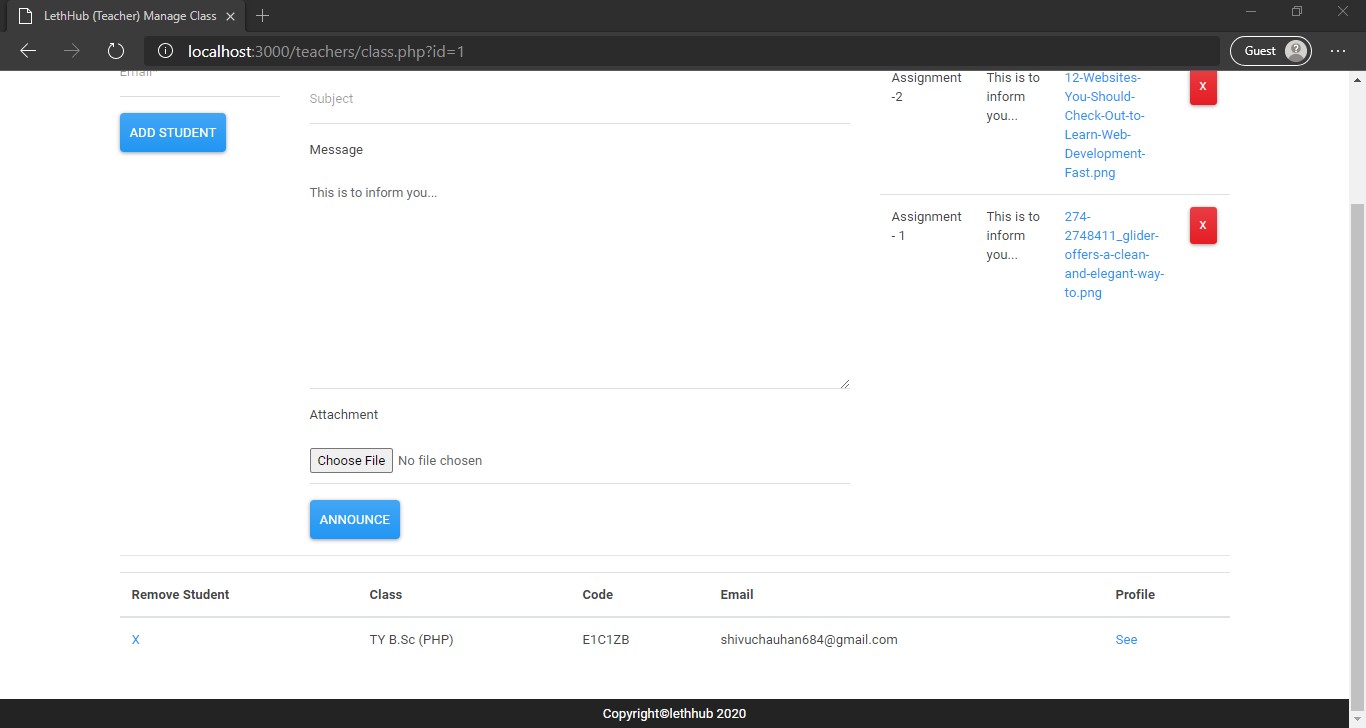 LethHub (Teacher) Manage Class
localhost:3000/teachers/class.php?id=1
Guest
Email*
ADD STUDENT
Subject
Message
This is to inform you...
Attachment
Choose File No file chosen
ANNOUNCE
Assignment
-2
This is to
inform
you...
12-Websites-
You-Should-
Check-Out-to-
Learn-Web-
Development-
Fast.png
X
Assignment
- 1
This is to
inform
you...
274-
2748411_glider-
offers-a-clean-
and-elegant-way-
to.png
X
Remove Student Class Code Email Profile
X TY B.Sc (PHP) E1C1ZB shivuchauhan684@gmail.com See
Copyright©lethhub 2020